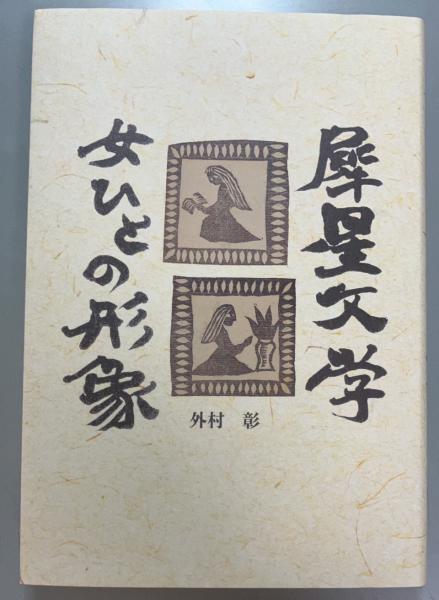 犀星文学
女ひとの形象
外村 彰